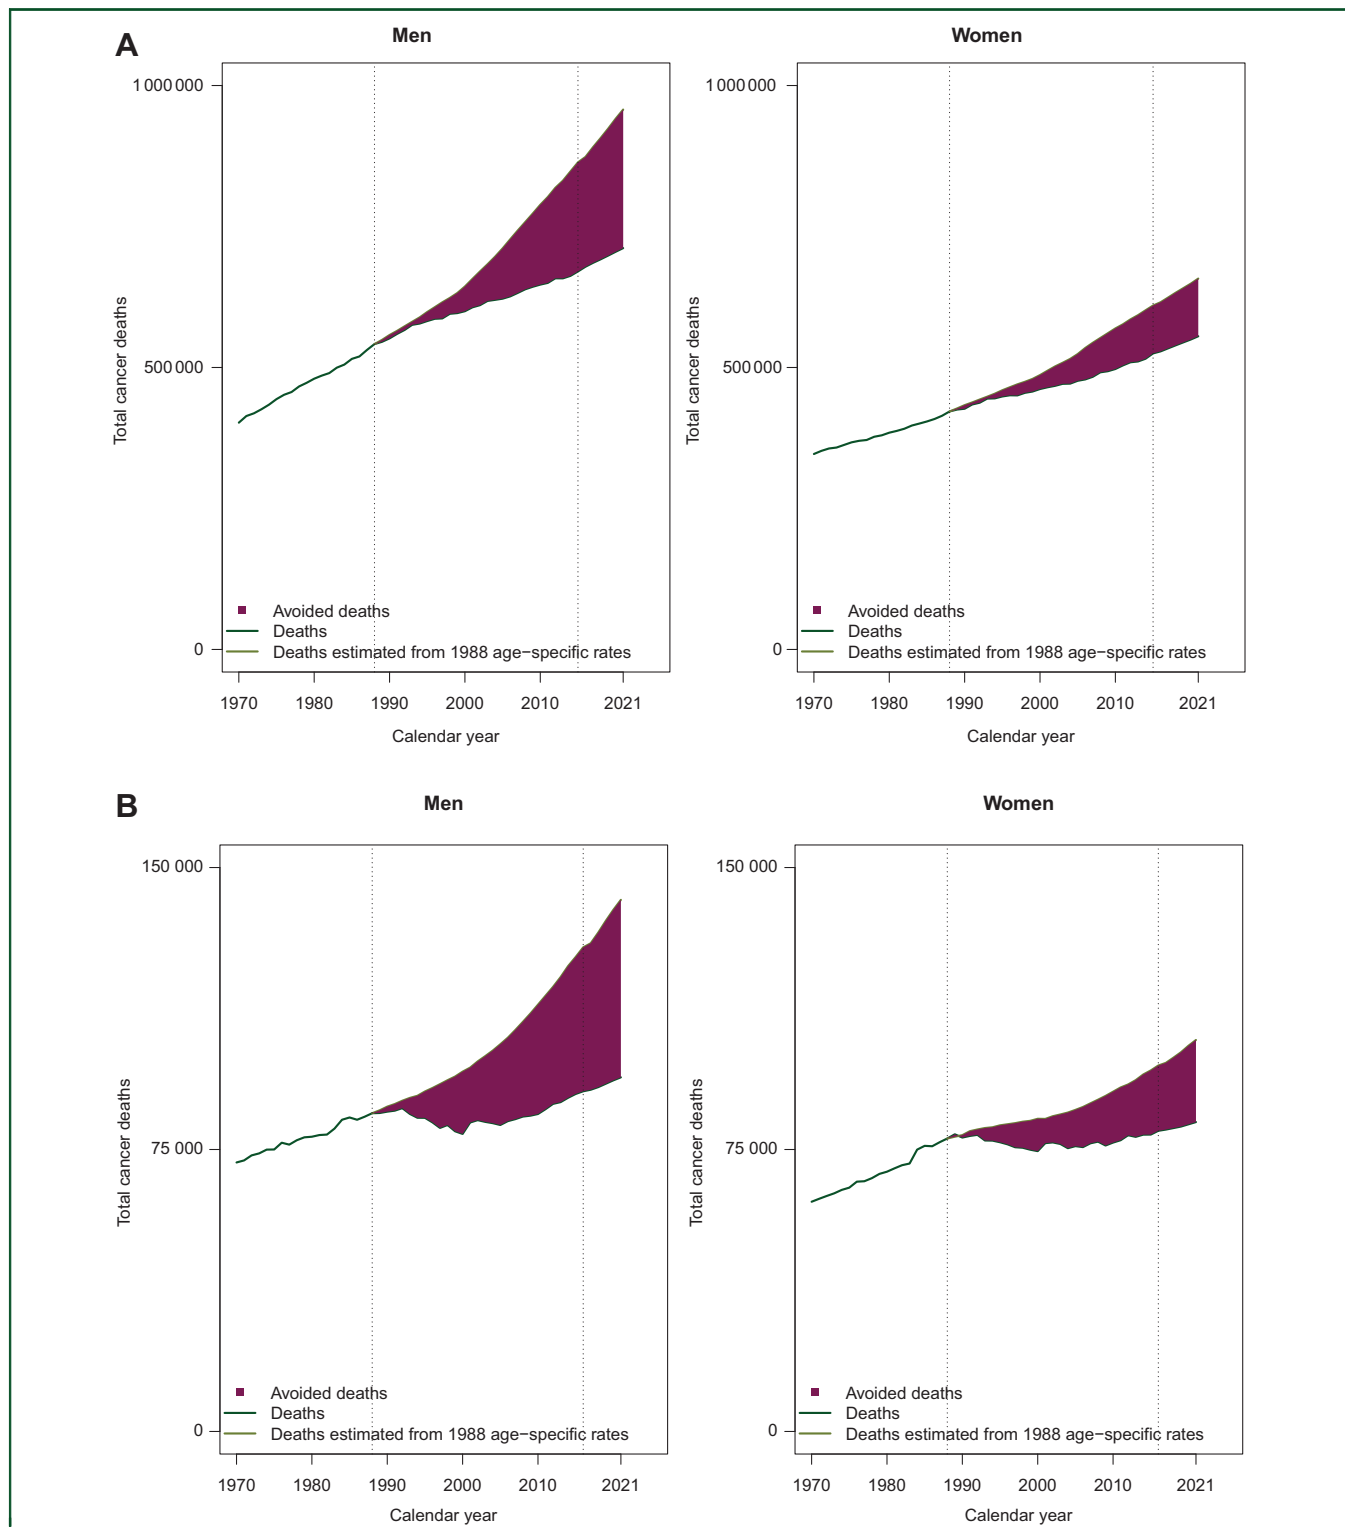 A
Men
Women
1 000 000
500 000
0
Total cancer deaths
Avoided deaths
Deaths
Deaths estimated from 1988 age-specific rates
1970 1980 1990 2000 2010 2021
Calendar year
1 000 000
500 000
0
Total cancer deaths
Avoided deaths
Deaths
Deaths estimated from 1988 age-specific rates
1970 1980 1990 2000 2010 2021
Calendar year
B
Men
Women
150 000
75 000
0
Total cancer deaths
Avoided deaths
Deaths
Deaths estimated from 1988 age-specific rates
1970 1980 1990 2000 2010 2021
Calendar year
150 000
75 000
0
Total cancer deaths
Avoided deaths
Deaths
Deaths estimated from 1988 age-specific rates
1970 1980 1990 2000 2010 2021
Calendar year